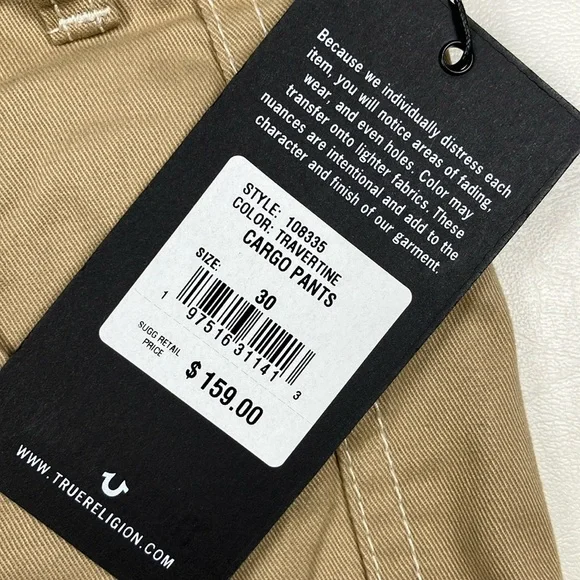 Because we individually distress each
item, you will notice areas of fading,
wear, and even holes. Color may
transfer onto lighter fabrics. These
nuances are intentional and add to the
character and finish of our garment.
STYLE: 108335
COLOR: TRAVERTINE
CARGO PANTS
SIZE: 30
1 97516 31141 3
SUGG RETAIL
PRICE
$ 159.00
WWW.TRUERELIGION.COM